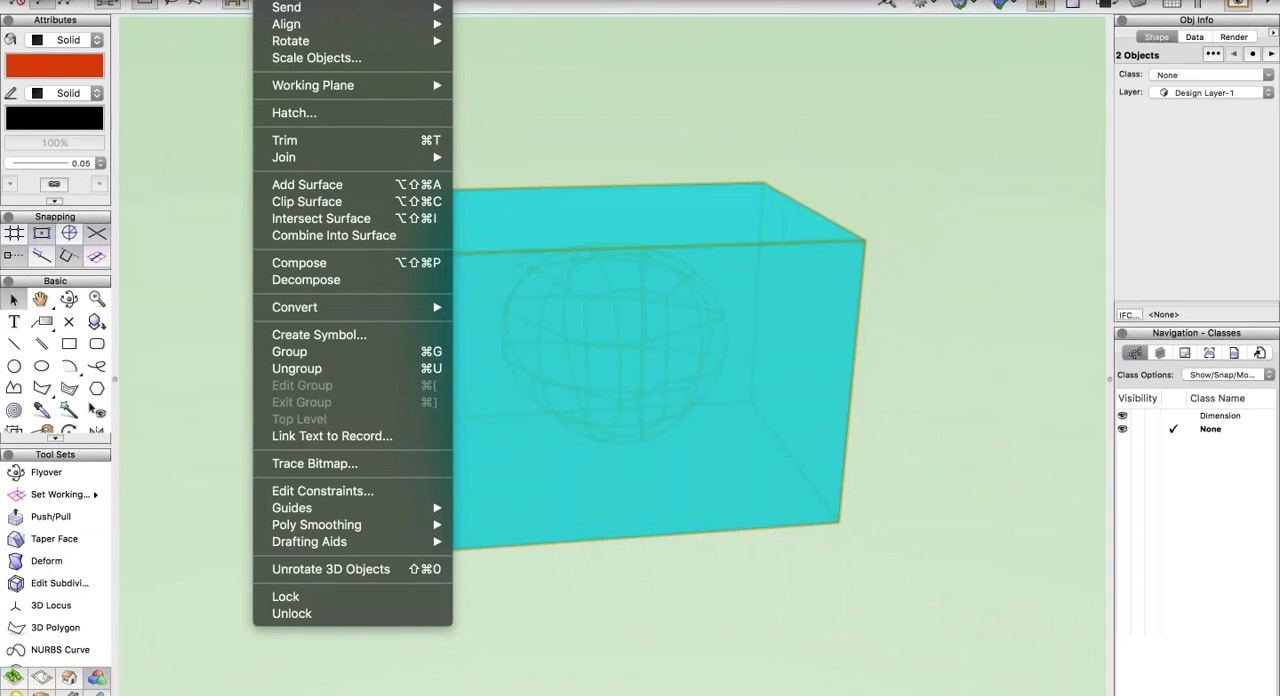 Attributes
Solid
Solid
100%
0.05
Snapping
Basic
Tool Sets
Flyover
Set Working...
Push/Pull
Taper Face
Deform
Edit Subdivi...
3D Locus
3D Polygon
NURBS Curve
Send
Align
Rotate
Scale Objects...
Working Plane
Hatch...
Trim ⌘T
Join
Add Surface ⌥⇧⌘A
Clip Surface ⌥⇧⌘C
Intersect Surface ⌥⇧⌘I
Combine Into Surface
Compose ⌥⇧⌘P
Decompose
Convert
Create Symbol...
Group ⌘G
Ungroup ⌘U
Edit Group ⌘[
Exit Group ⌘]
Top Level
Link Text to Record...
Trace Bitmap...
Edit Constraints...
Guides
Poly Smoothing
Drafting Aids
Unrotate 3D Objects ⇧⌘0
Lock
Unlock
Obj Info
Shape Data Render
2 Objects
Class: None
Layer: Design Layer-1
IFC... <None>
Navigation - Classes
Class Options: Show/Snap/Mo...
Visibility Class Name
Dimension
None